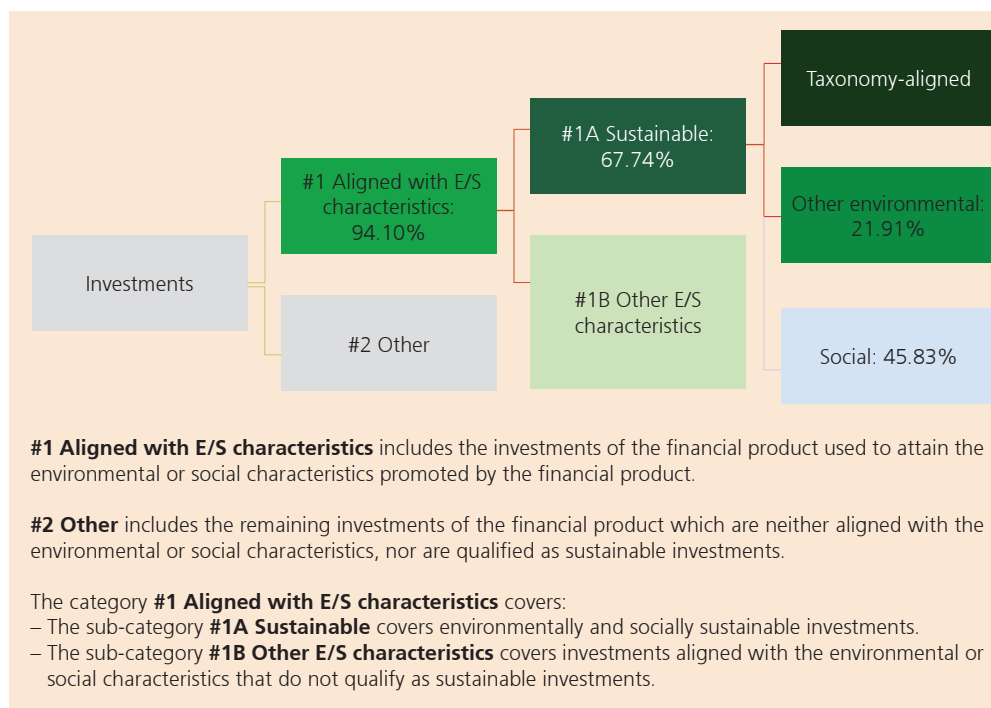 Taxonomy-aligned
#1A Sustainable:
67.74%
#1 Aligned with E/S
characteristics:
94.10%
Other environmental:
21.91%
Investments
#1B Other E/S
characteristics
#2 Other
Social: 45.83%
#1 Aligned with E/S characteristics includes the investments of the financial product used to attain the
environmental or social characteristics promoted by the financial product.
#2 Other includes the remaining investments of the financial product which are neither aligned with the
environmental or social characteristics, nor are qualified as sustainable investments.
The category #1 Aligned with E/S characteristics covers:
– The sub-category #1A Sustainable covers environmentally and socially sustainable investments.
– The sub-category #1B Other E/S characteristics covers investments aligned with the environmental or
social characteristics that do not qualify as sustainable investments.